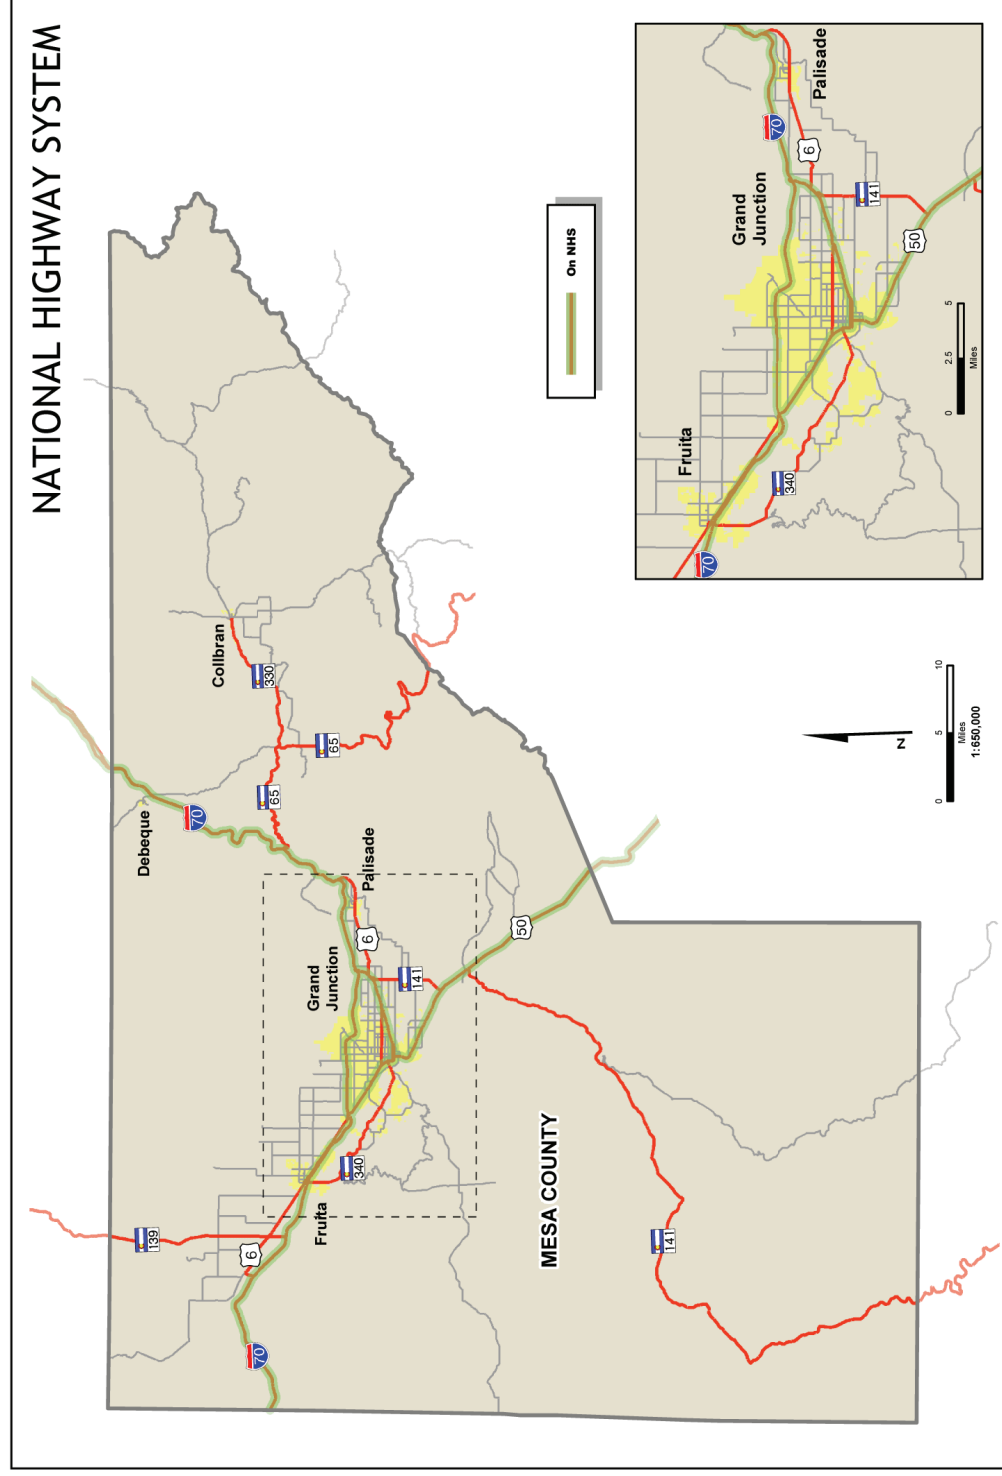 NATIONAL HIGHWAY SYSTEM
139
6
70
Fruita
340
Grand
Junction
6
141
Palisade
50
Debeque
70
65
65
330
Collbran
MESA COUNTY
141
On NHS
70
Fruita
340
Grand
Junction
70
6
Palisade
141
50
0 2.5 5
Miles
N
0 5 10
Miles
1:650,000